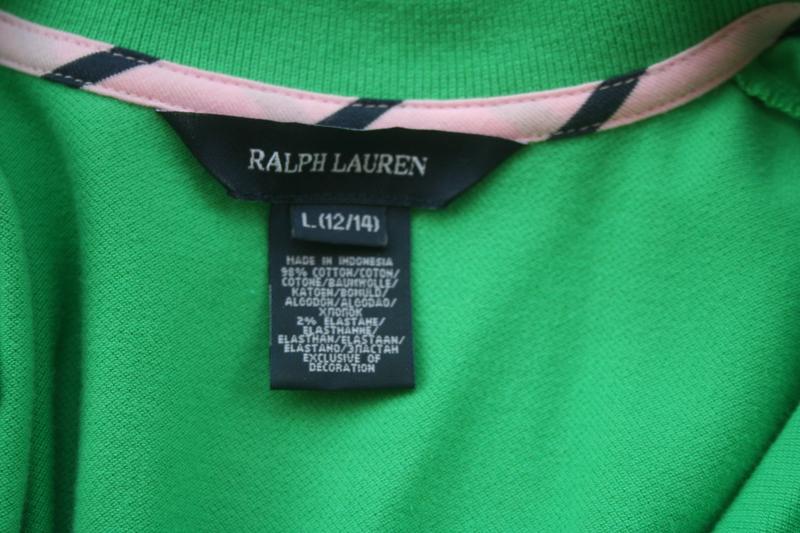 RALPH LAUREN
L(12/14)
MADE IN INDONESIA
98% COTTON/COTON/
COTONE/BAUMWOLLE/
KATOEN/BOMULD/
ALGODON/ALGODAO/
ХЛОПОК
2% ELASTANE/
ELASTHANNE/
ELASTHAN/ELASTAAN/
ELASTANO/ЭЛАСТАН
EXCLUSIVE OF
DECORATION